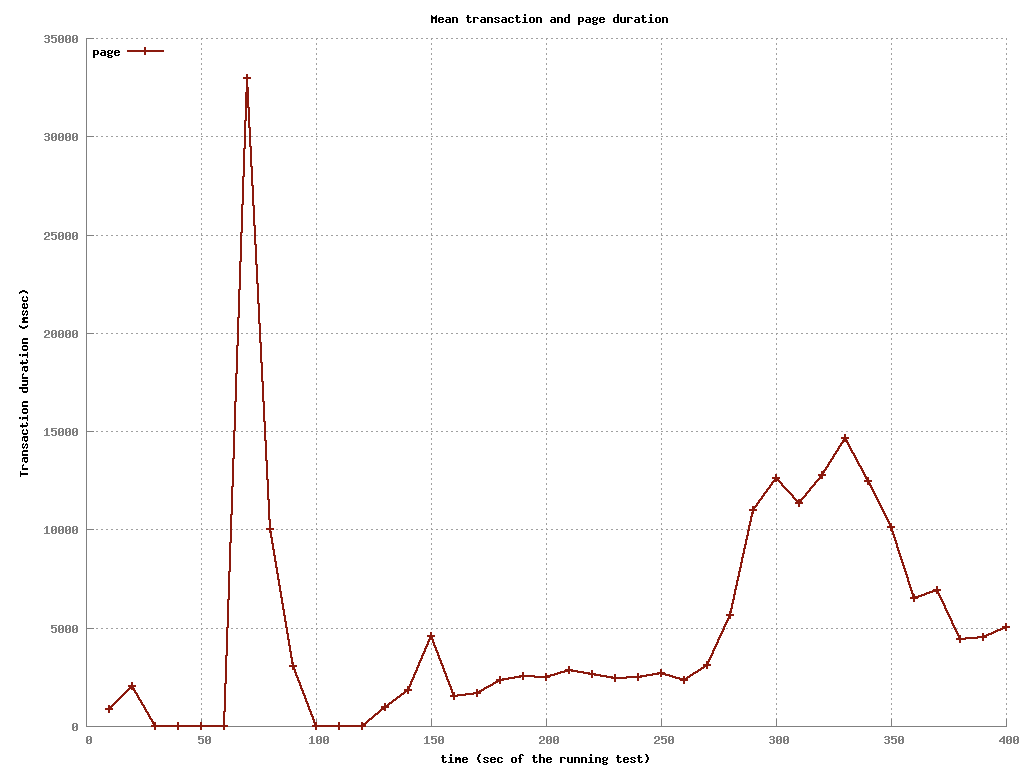 Mean transaction and page duration
page
35000
30000
25000
20000
15000
10000
5000
0
Transaction duration (msec)
0 50 100 150 200 250 300 350 400
time (sec of the running test)